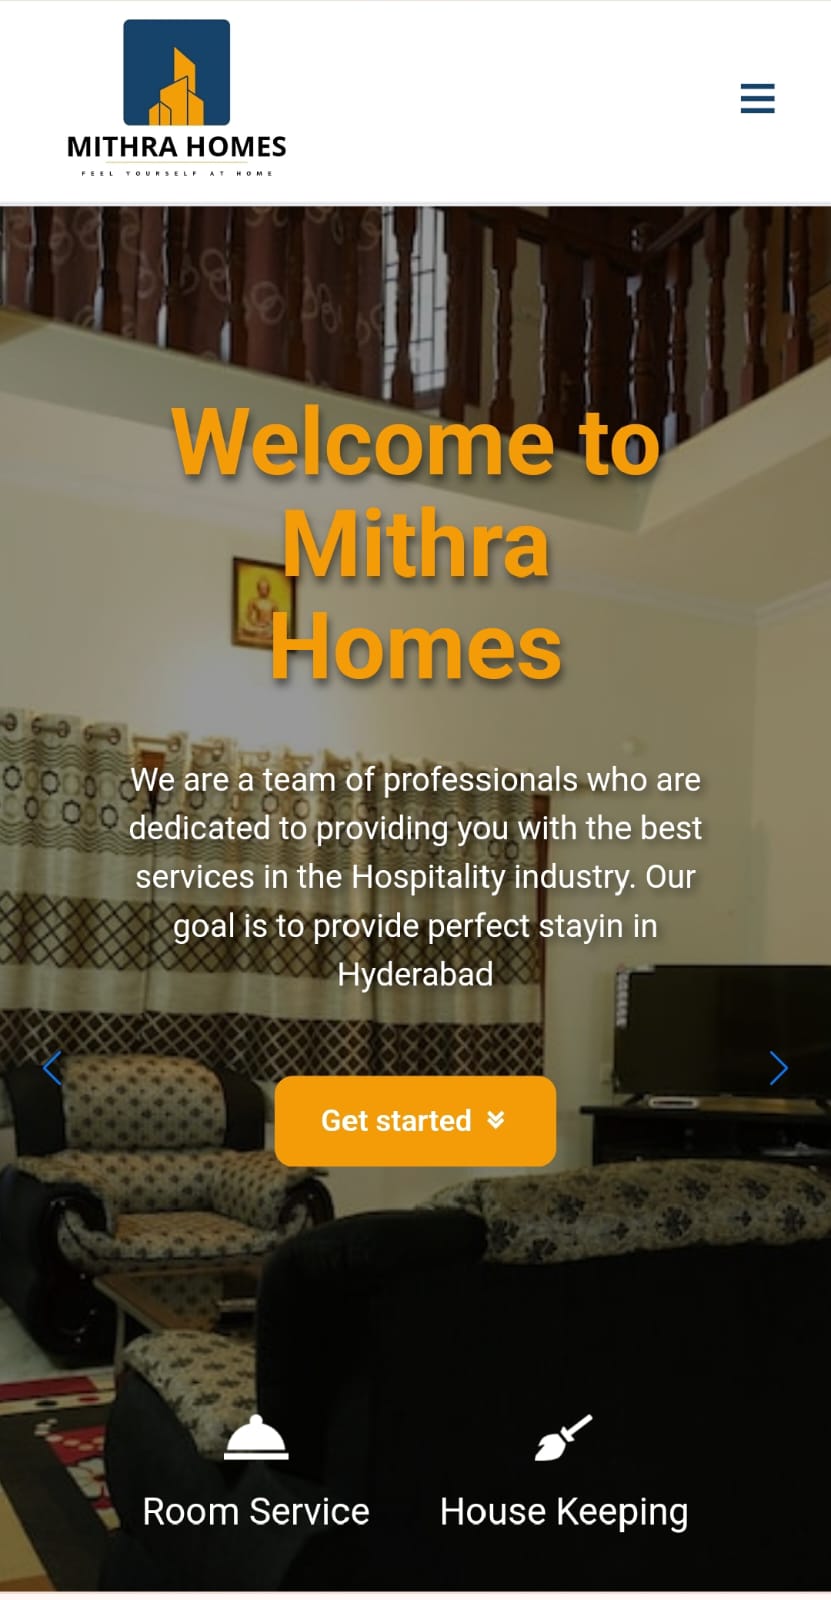 MITHRA HOMES
FEEL YOURSELF AT HOME
Welcome to
Mithra
Homes
We are a team of professionals who are
dedicated to providing you with the best
services in the Hospitality industry. Our
goal is to provide perfect stayin in
Hyderabad
Get started
Room Service
House Keeping